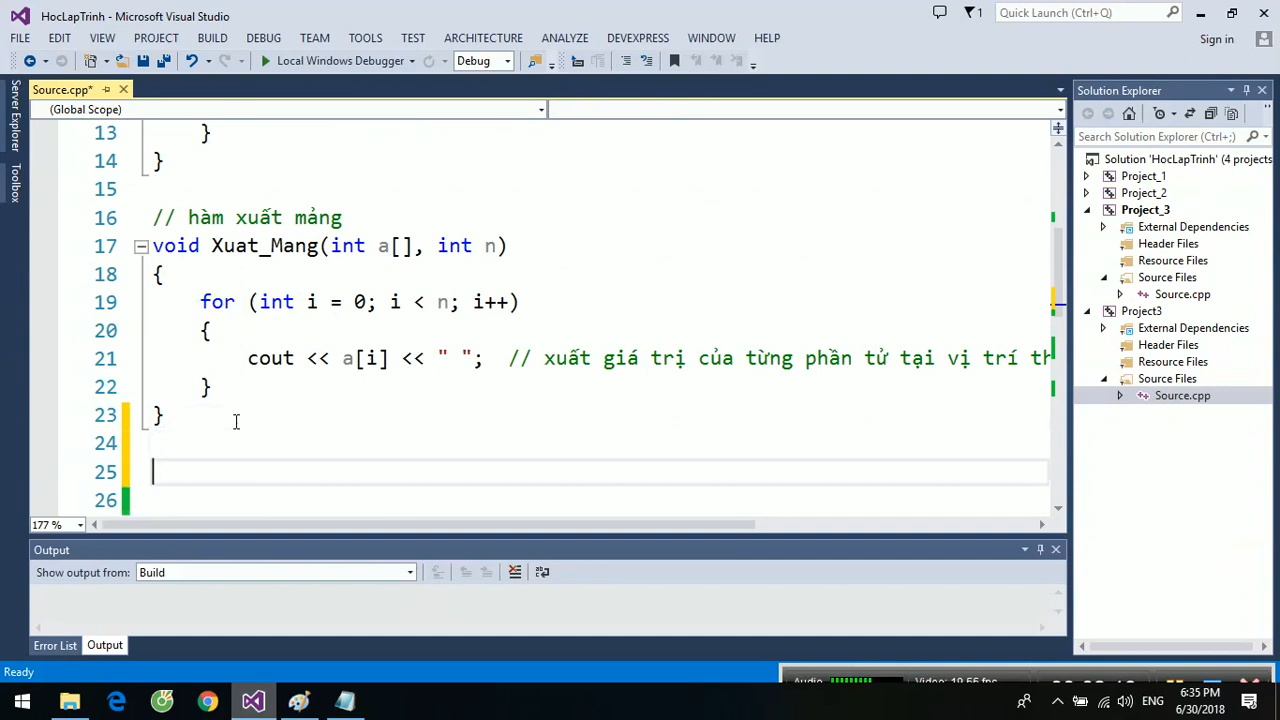 HocLapTrinh - Microsoft Visual Studio
1
Quick Launch (Ctrl+Q)
FILE EDIT VIEW PROJECT BUILD DEBUG TEAM TOOLS TEST ARCHITECTURE ANALYZE DEVEXPRESS WINDOW HELP
Sign in
Local Windows Debugger
Debug
Server Explorer
Toolbox
Source.cpp*
(Global Scope)
13 }
14 }
15
16 // hàm xuất mảng
17 void Xuat_Mang(int a[], int n)
18 {
19 for (int i = 0; i < n; i++)
20 {
21 cout << a[i] << " "; // xuất giá trị của từng phần tử tại vị trí th
22 }
23 }
24
25
26
177 %
Output
Show output from: Build
Error List Output
Ready
Solution Explorer
Search Solution Explorer (Ctrl+;)
Solution 'HocLapTrinh' (4 projects
Project_1
Project_2
Project_3
External Dependencies
Header Files
Resource Files
Source Files
Source.cpp
Project3
External Dependencies
Header Files
Resource Files
Source Files
Source.cpp
Audio
Video: 19.56 fps
ENG
6:35 PM
6/30/2018